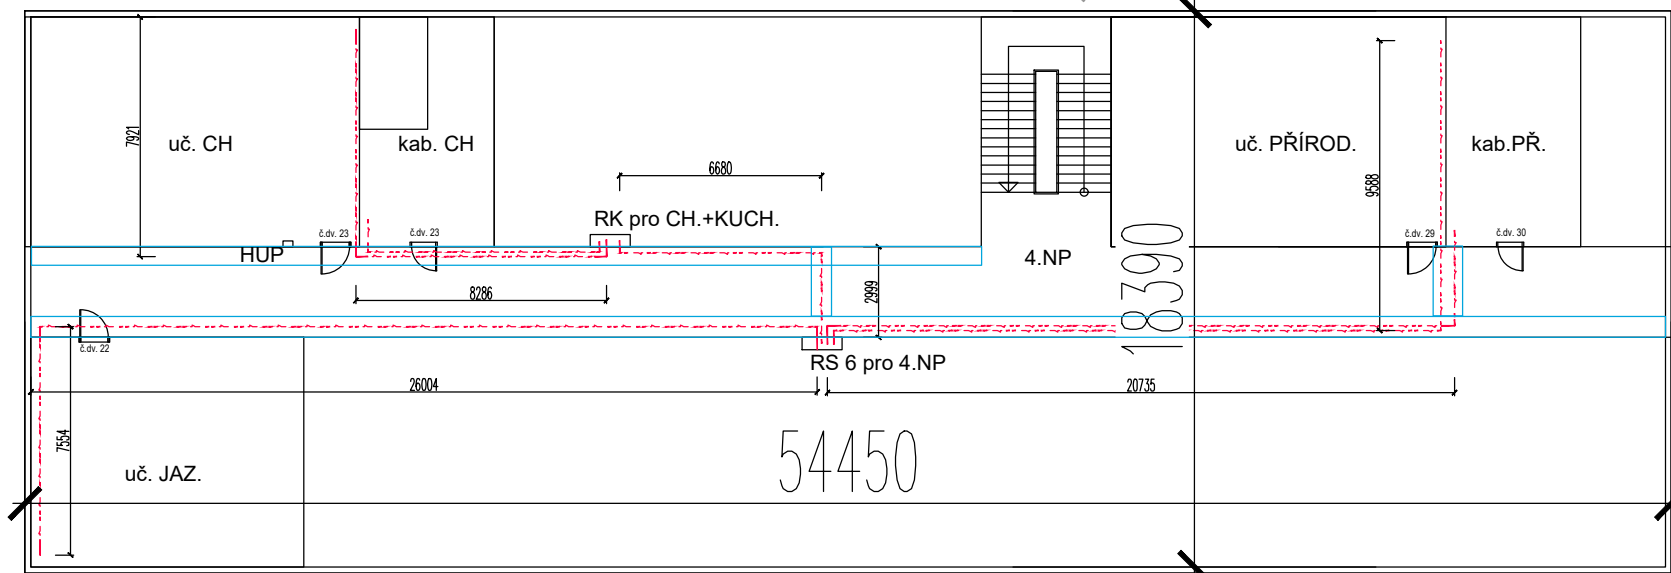 uč. CH
kab. CH
uč. PŘÍROD.
kab.PŘ.
7921
6680
9588
RK pro CH.+KUCH.
č.dv. 23
č.dv. 23
č.dv. 29
č.dv. 30
HUP
4.NP
18390
8286
2999
č.dv. 22
RS 6 pro 4.NP
26004
20735
7554
54450
uč. JAZ.